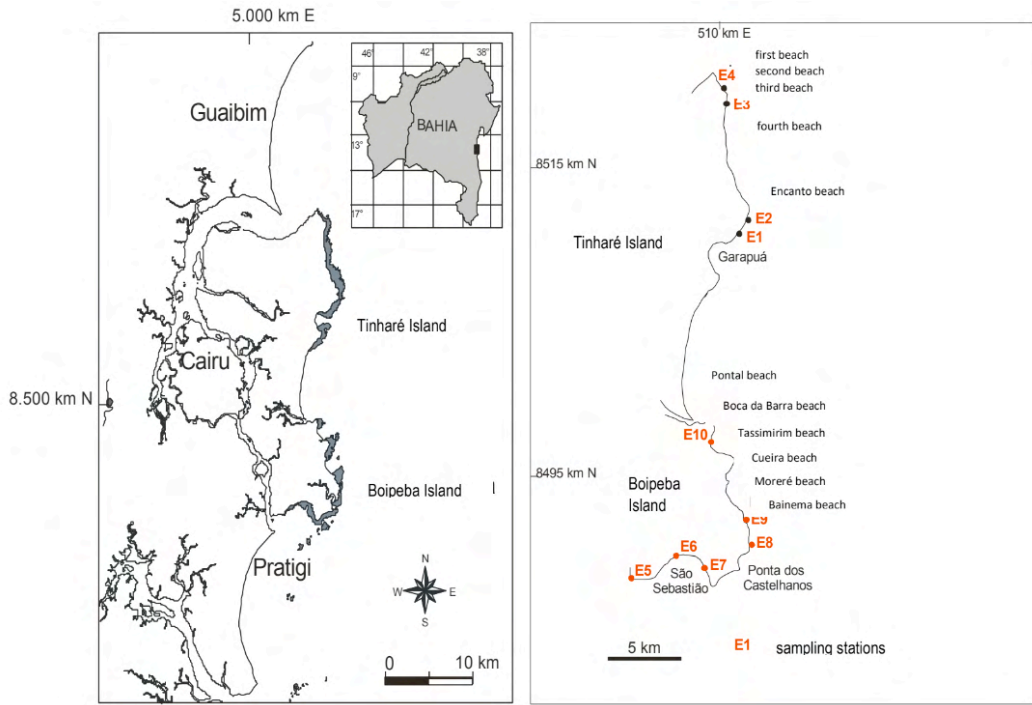 5.000 km E
46'
42'
38'
9°
13°
17°
BAHIA
Guaibim
Tinharé Island
Cairu
8.500 km N
Boipeba Island
Pratigi
N
W
E
S
0
10 km
510 km E
first beach
E4
second beach
third beach
E3
fourth beach
8515 km N
Encanto beach
E2
Tinharé Island
E1
Garapuá
Pontal beach
Boca da Barra beach
E10
Tassimirim beach
Cueira beach
8495 km N
Moreré beach
Boipeba
Island
Bainema beach
E9
E8
E6
E7
E5
São
Sebastião
Ponta dos
Castelhanos
5 km
E1
sampling stations